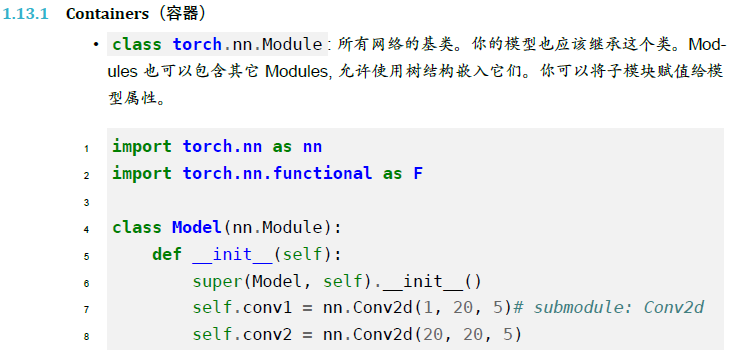 1.13.1 Containers（容器）
• class torch.nn.Module: 所有网络的基类。你的模型也应该继承这个类。Mod-
ules 也可以包含其它 Modules, 允许使用树结构嵌入它们。你可以将子模块赋值给模
型属性。
1 import torch.nn as nn
2 import torch.nn.functional as F
3
4 class Model(nn.Module):
5     def __init__(self):
6         super(Model, self).__init__()
7         self.conv1 = nn.Conv2d(1, 20, 5)# submodule: Conv2d
8         self.conv2 = nn.Conv2d(20, 20, 5)